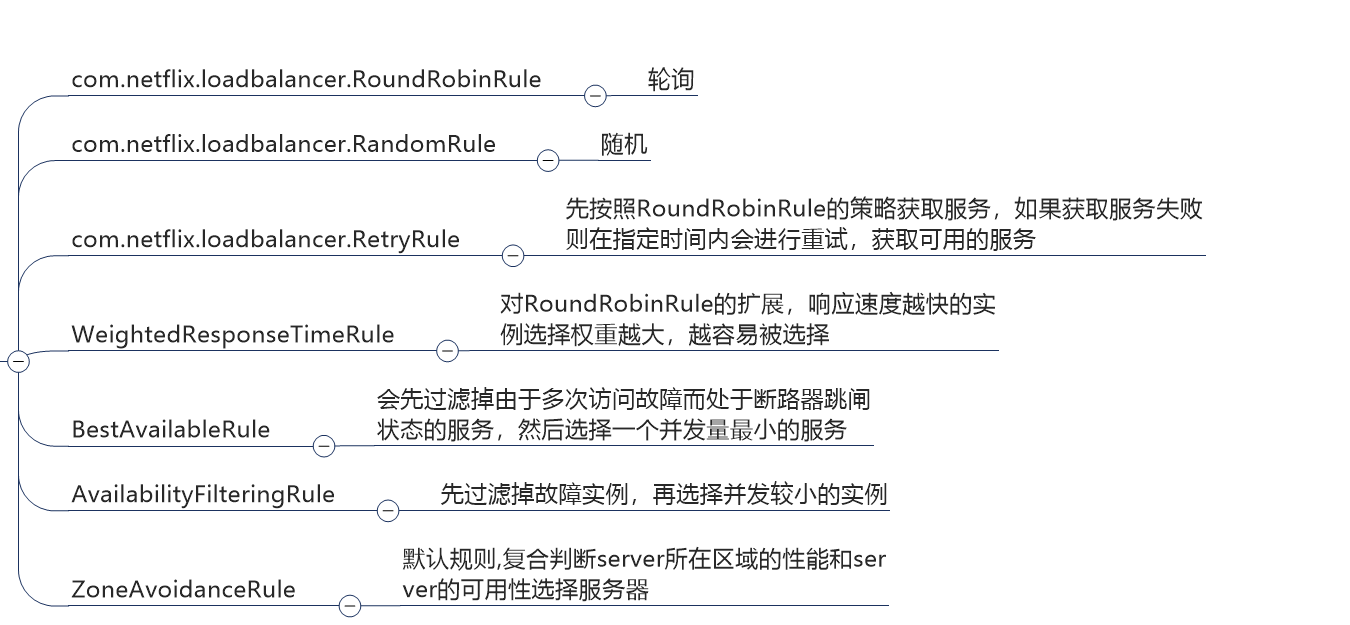 com.netflix.loadbalancer.RoundRobinRule
轮询
com.netflix.loadbalancer.RandomRule
随机
com.netflix.loadbalancer.RetryRule
先按照RoundRobinRule的策略获取服务，如果获取服务失败
则在指定时间内会进行重试，获取可用的服务
WeightedResponseTimeRule
对RoundRobinRule的扩展，响应速度越快的实
例选择权重越大，越容易被选择
BestAvailableRule
会先过滤掉由于多次访问故障而处于断路器跳闸
状态的服务，然后选择一个并发量最小的服务
AvailabilityFilteringRule
先过滤掉故障实例，再选择并发较小的实例
ZoneAvoidanceRule
默认规则,复合判断server所在区域的性能和ser
ver的可用性选择服务器